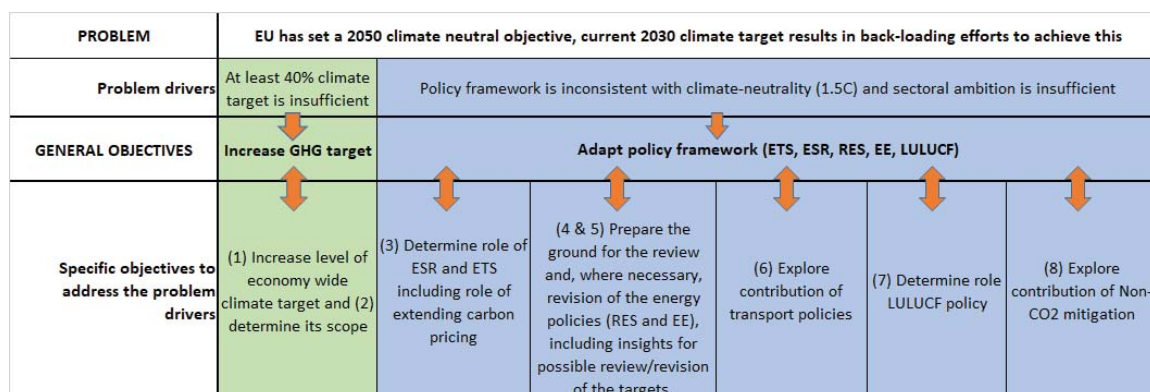 PROBLEM
EU has set a 2050 climate neutral objective, current 2030 climate target results in back-loading efforts to achieve this
Problem drivers
At least 40% climate
target is insufficient
Policy framework is inconsistent with climate-neutrality (1.5C) and sectoral ambition is insufficient
GENERAL OBJECTIVES
Increase GHG target
Adapt policy framework (ETS, ESR, RES, EE, LULUCF)
Specific objectives to
address the problem
drivers
(1) Increase level of
economy wide
climate target and (2)
determine its scope
(3) Determine role of
ESR and ETS
including role of
extending carbon
pricing
(4 & 5) Prepare the
ground for the review
and, where necessary,
revision of the energy
policies (RES and EE),
including insights for
possible review/revision
of the targets
(6) Explore
contribution of
transport policies
(7) Determine role
LULUCF policy
(8) Explore
contribution of Non-
CO2 mitigation